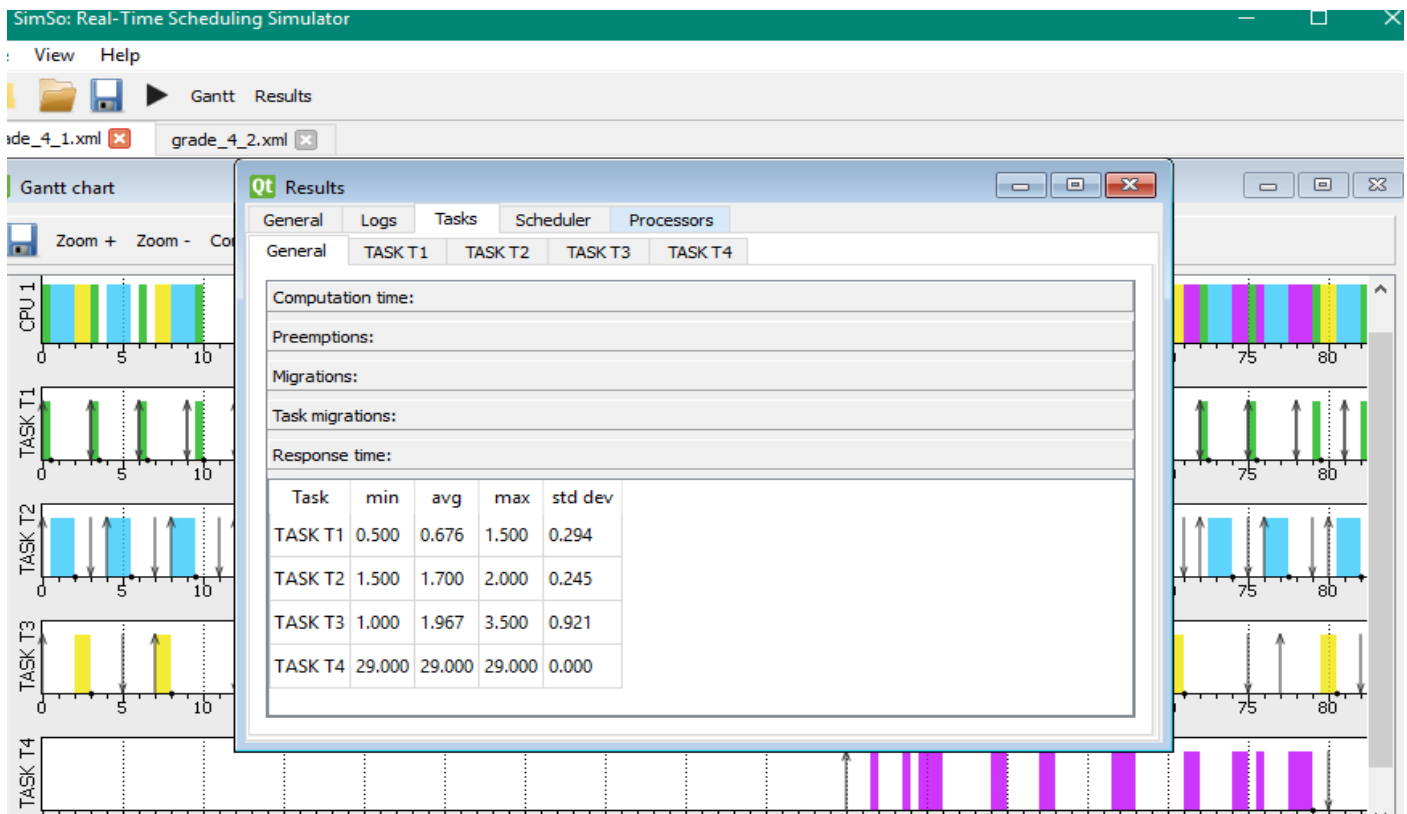 SimSo: Real-Time Scheduling Simulator
View Help
Gantt Results
ade_4_1.xml grade_4_2.xml
Gantt chart
Qt Results
General Logs Tasks Scheduler Processors
Zoom + Zoom - Co
General TASK T1 TASK T2 TASK T3 TASK T4
Computation time:
Preemptions:
Migrations:
Task migrations:
Response time:
Task min avg max std dev
TASK T1 0.500 0.676 1.500 0.294
TASK T2 1.500 1.700 2.000 0.245
TASK T3 1.000 1.967 3.500 0.921
TASK T4 29.000 29.000 29.000 0.000
CPU 1
0 5 10 75 80
TASK T1
0 5 10 75 80
TASK T2
0 5 10 75 80
TASK T3
0 5 10 75 80
TASK T4